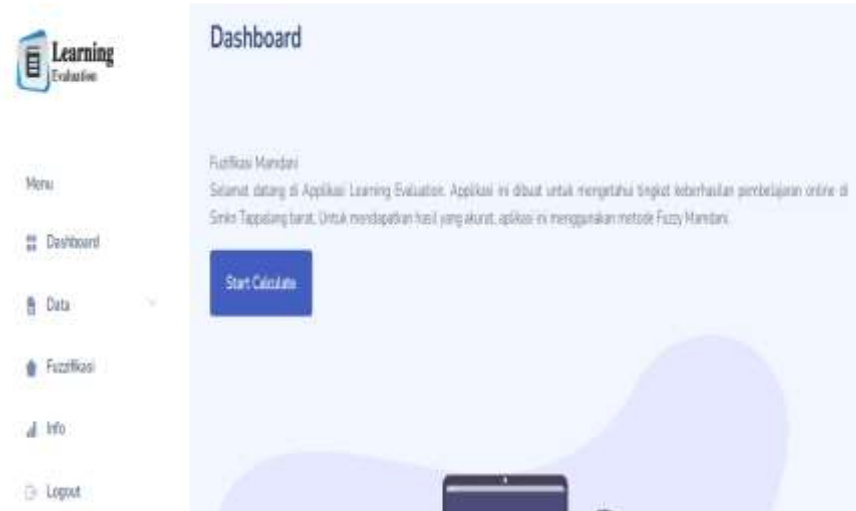 Learning
Evaluation
Dashboard
Menu
Dashboard
Data
Fuzzifikasi
Info
Logout
Fuzifikasi Mamdani
Selamat datang di Applikasi Learning Evaluation. Applikasi ini dibuat untuk mengetahui tingkat keberhasilan pembelajaran online di
Smkn Tappalang barat. Untuk mendapatkan hasil yang akurat, aplikasi ini menggunakan metode Fuzzy Mamdani.
Start Calculate